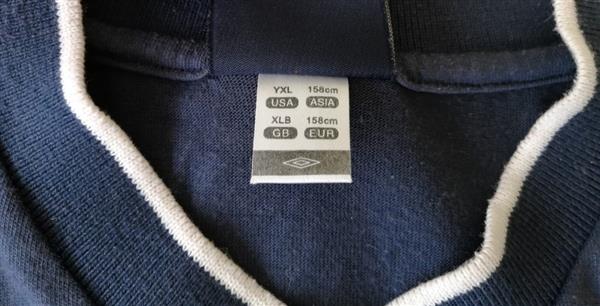 YXL 158cm
USA ASIA
XLB 158cm
GB EUR